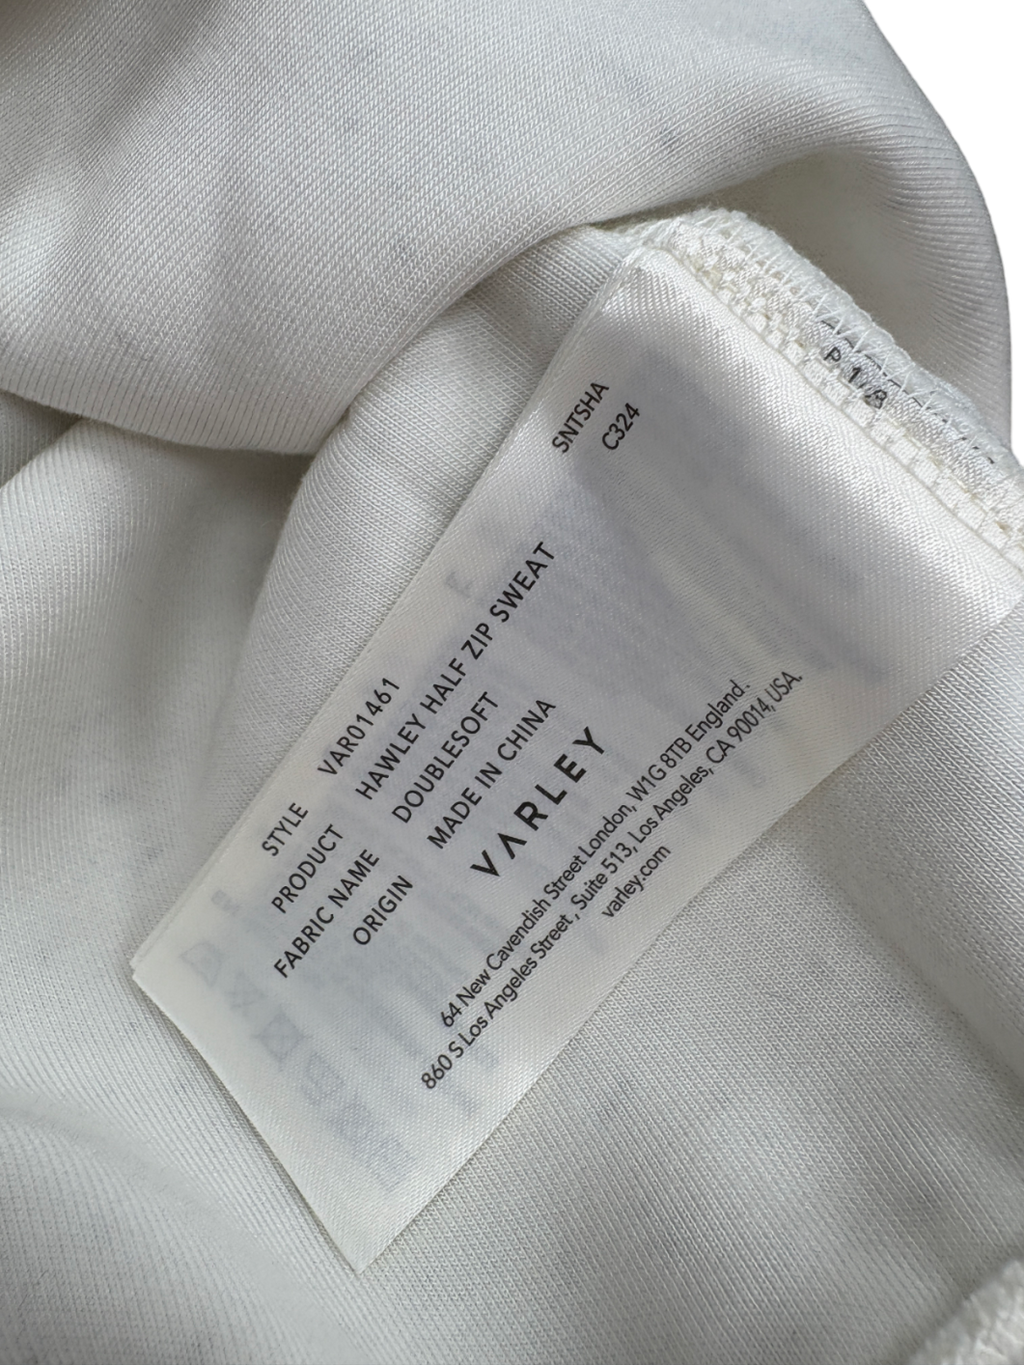 SNTSHA
C324
STYLE VAR01461
PRODUCT HAWLEY HALF ZIP SWEAT
FABRIC NAME DOUBLESOFT
ORIGIN MADE IN CHINA
VARLEY
64 New Cavendish Street London, W1G 8TB England.
860 S Los Angeles Street, Suite 513, Los Angeles, CA 90014, USA.
varley.com